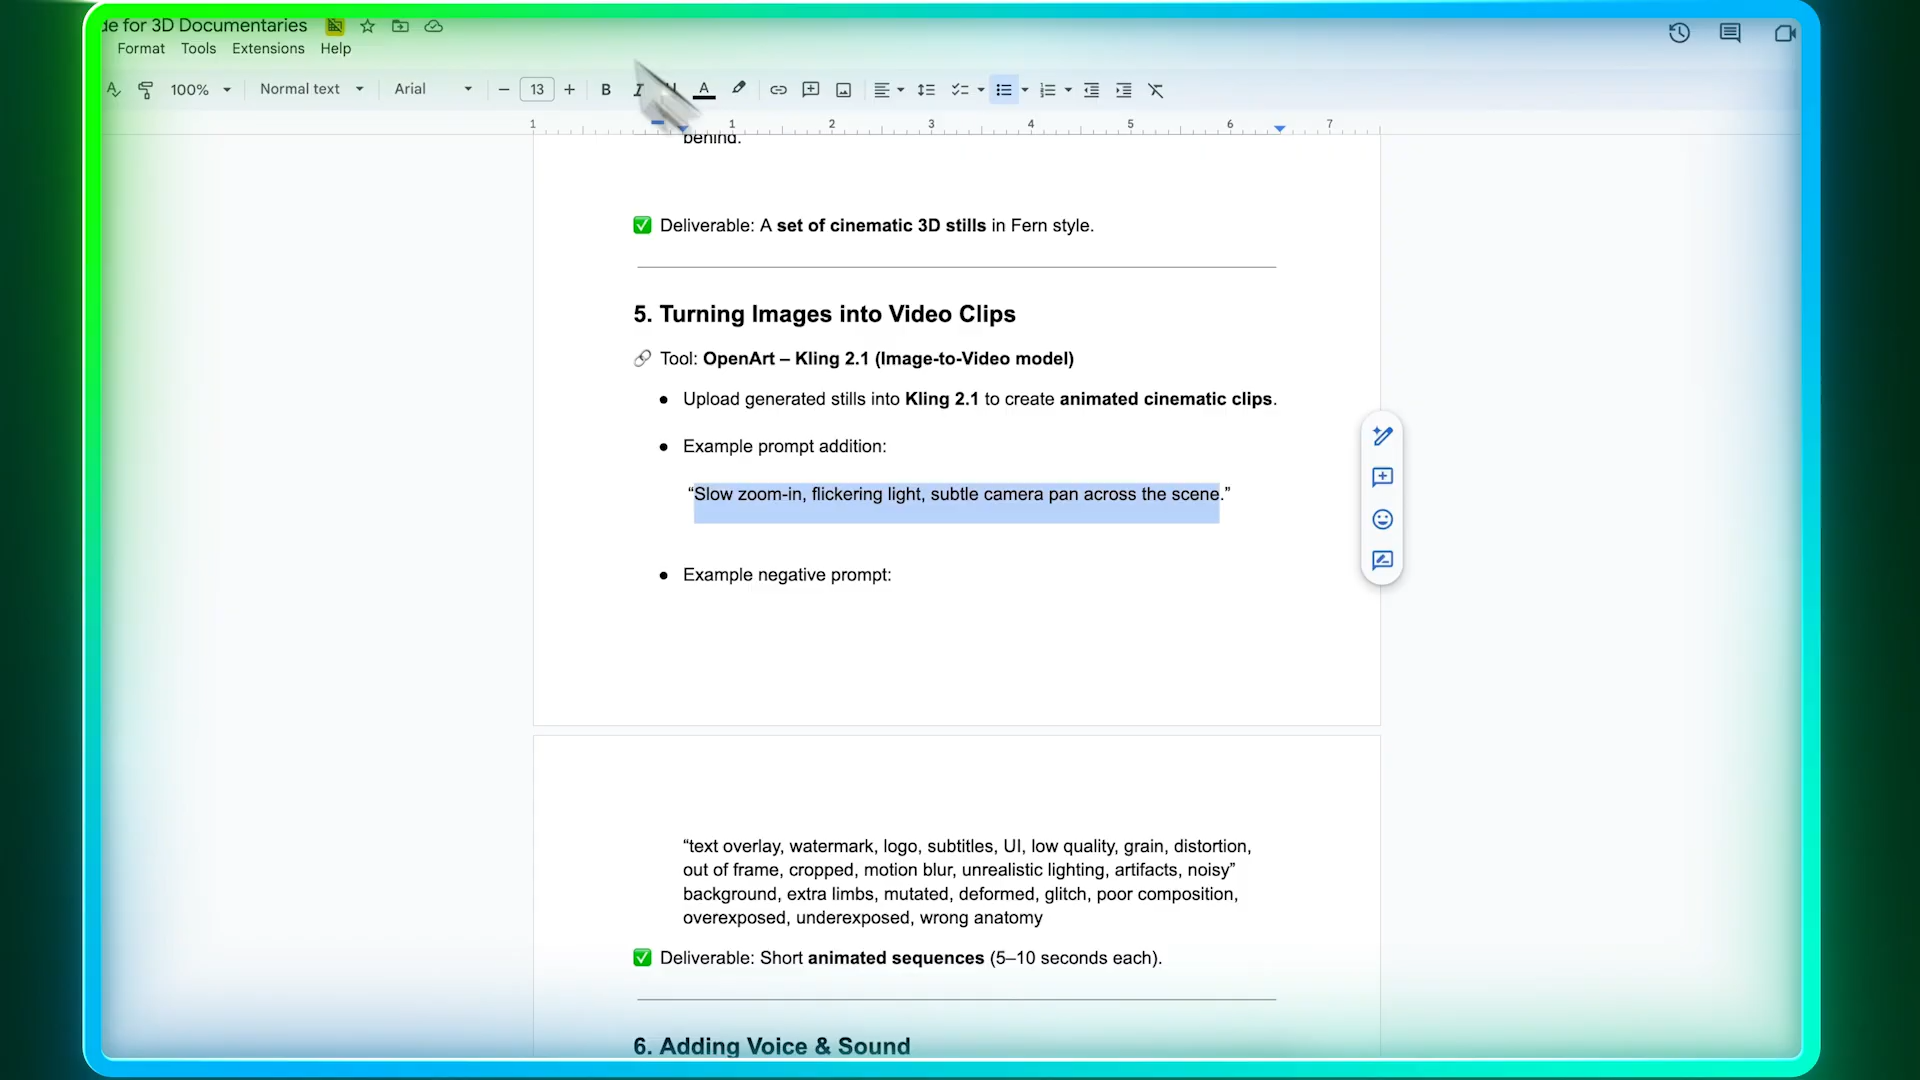 de for 3D Documentaries
Format Tools Extensions Help
100% Normal text Arial 13 B I U A
1 1 2 3 4 5 6 7
behind.
✅ Deliverable: A set of cinematic 3D stills in Fern style.
5. Turning Images into Video Clips
🔗 Tool: OpenArt – Kling 2.1 (Image-to-Video model)
● Upload generated stills into Kling 2.1 to create animated cinematic clips.
● Example prompt addition:
“Slow zoom-in, flickering light, subtle camera pan across the scene.”
● Example negative prompt:
“text overlay, watermark, logo, subtitles, UI, low quality, grain, distortion,
out of frame, cropped, motion blur, unrealistic lighting, artifacts, noisy”
background, extra limbs, mutated, deformed, glitch, poor composition,
overexposed, underexposed, wrong anatomy
✅ Deliverable: Short animated sequences (5–10 seconds each).
6. Adding Voice & Sound